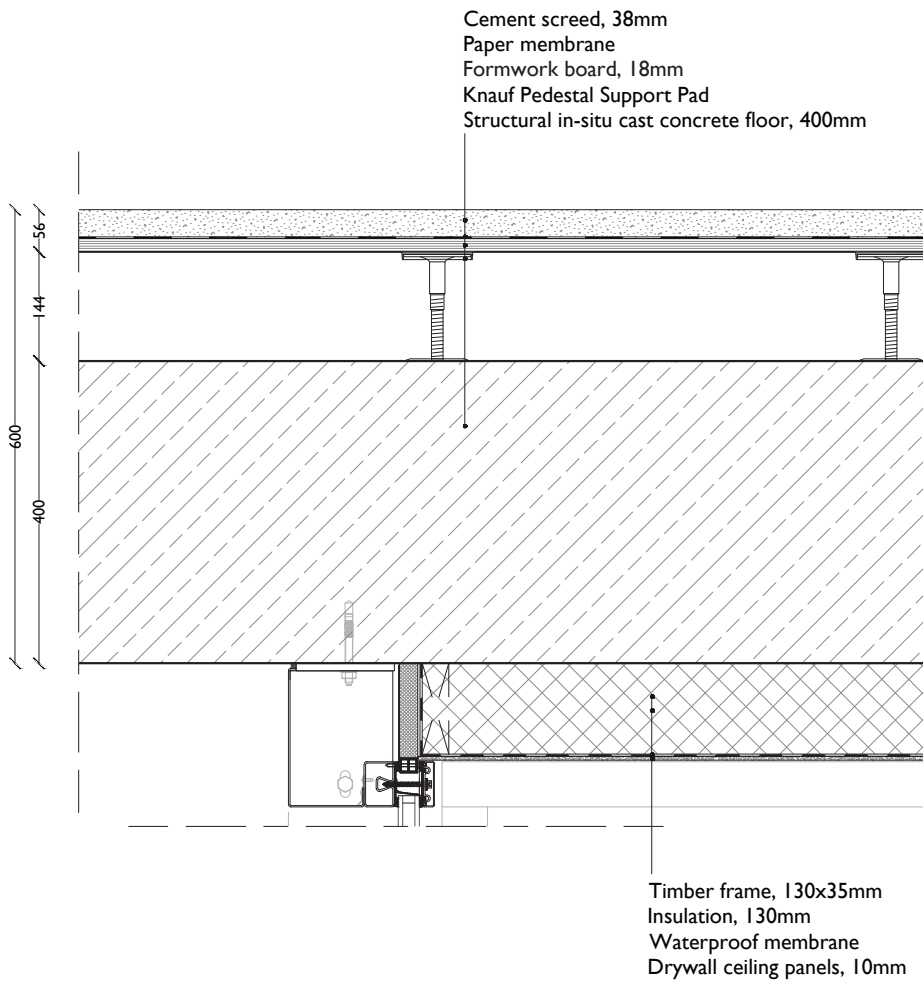 Cement screed, 38mm
Paper membrane
Formwork board, 18mm
Knauf Pedestal Support Pad
Structural in-situ cast concrete floor, 400mm
56
144
600
400
Timber frame, 130x35mm
Insulation, 130mm
Waterproof membrane
Drywall ceiling panels, 10mm